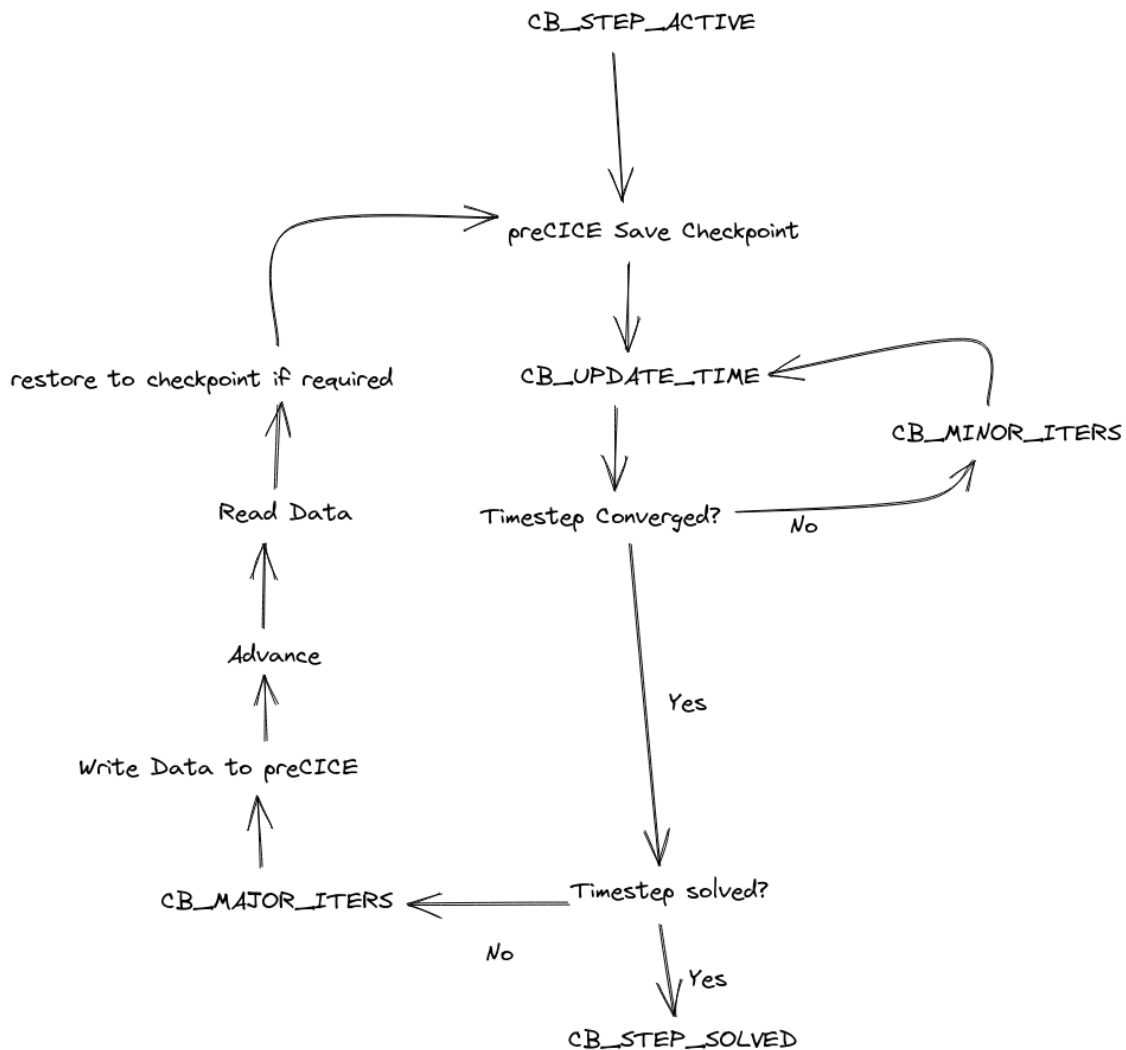 CB_STEP_ACTIVE
preCICE Save Checkpoint
restore to checkpoint if required
CB_UPDATE_TIME
CB_MINOR_ITERS
Read Data
Timestep Converged?
No
Advance
Yes
Write Data to preCICE
CB_MAJOR_ITERS
Timestep solved?
No
Yes
CB_STEP_SOLVED